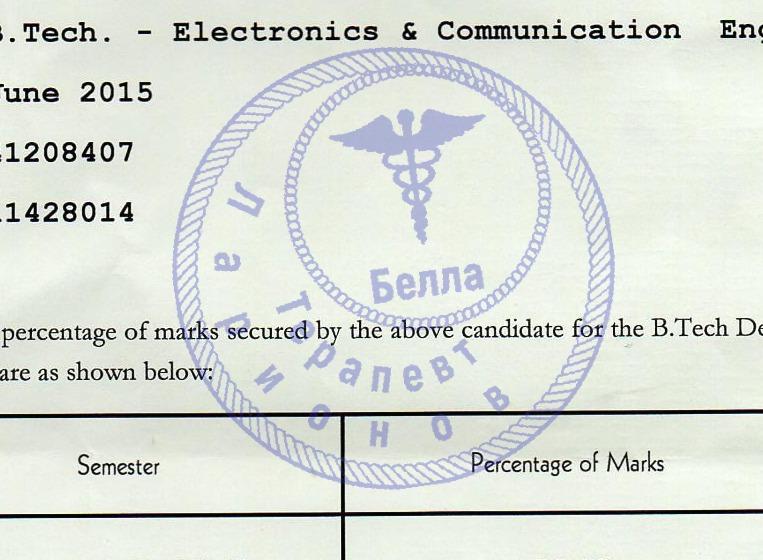 B.Tech. - Electronics & Communication Eng
June 2015
1208407
1428014
Белла
Терапевт
Ларионов
percentage of marks secured by the above candidate for the B.Tech De
are as shown below:
Semester
Percentage of Marks